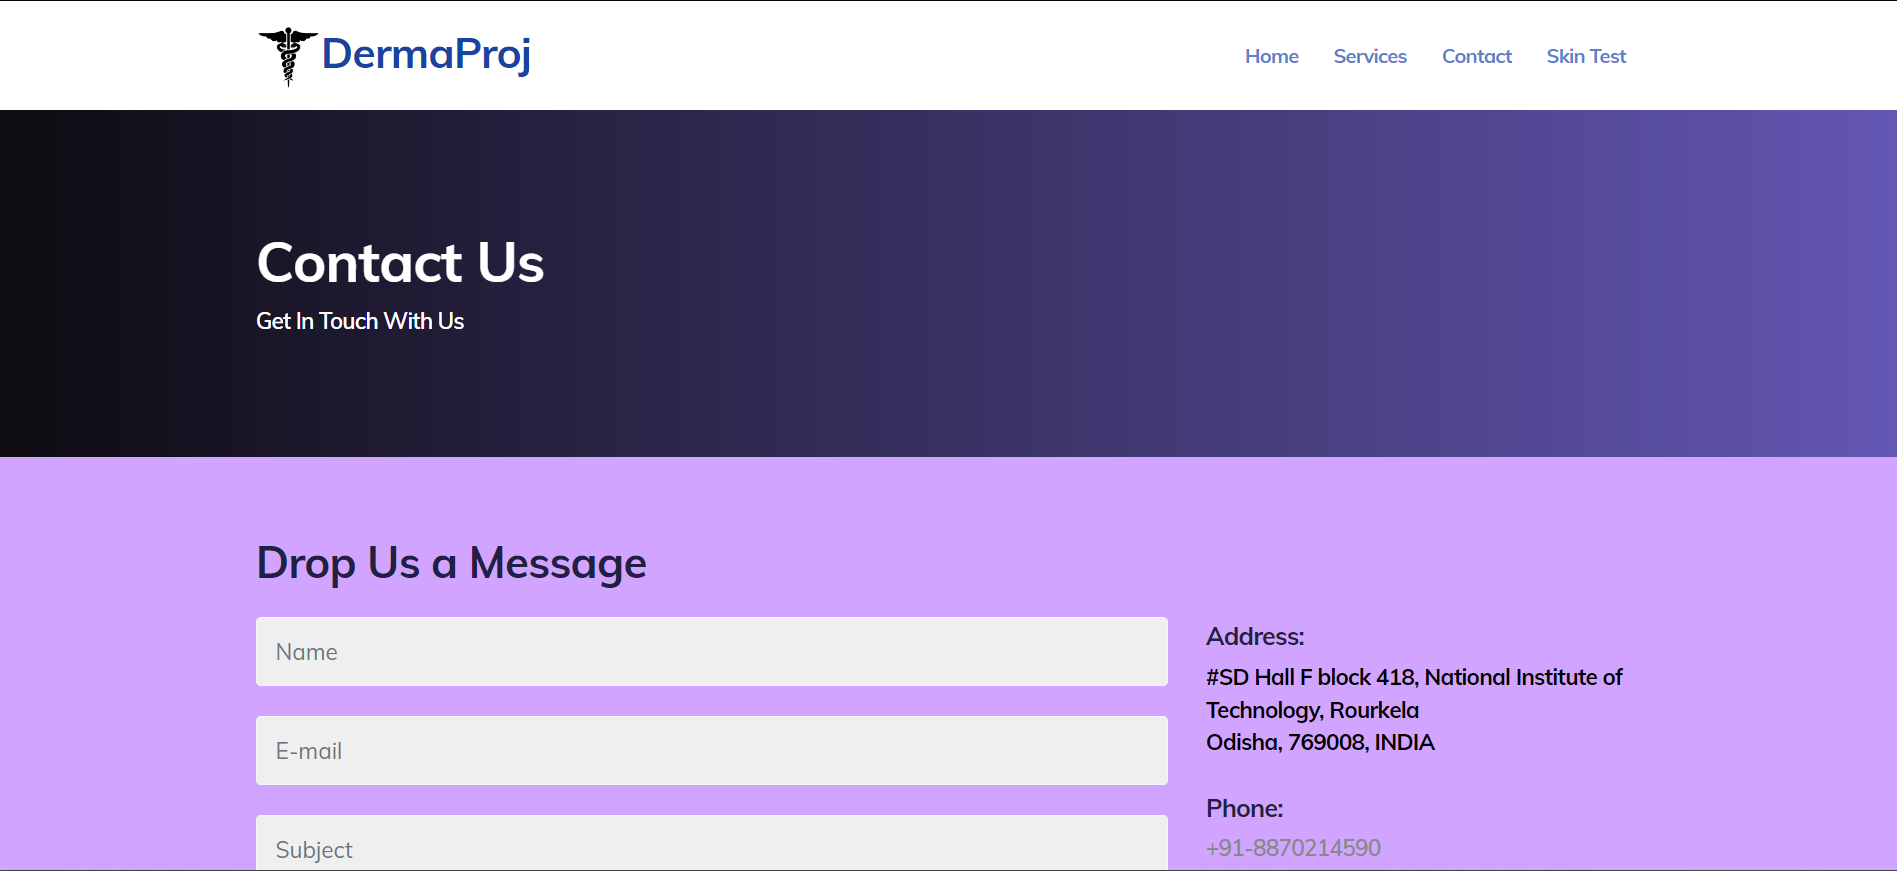 DermaProj
Home Services Contact Skin Test
Contact Us
Get In Touch With Us
Drop Us a Message
Name
E-mail
Subject
Address:
#SD Hall F block 418, National Institute of
Technology, Rourkela
Odisha, 769008, INDIA
Phone:
+91-8870214590